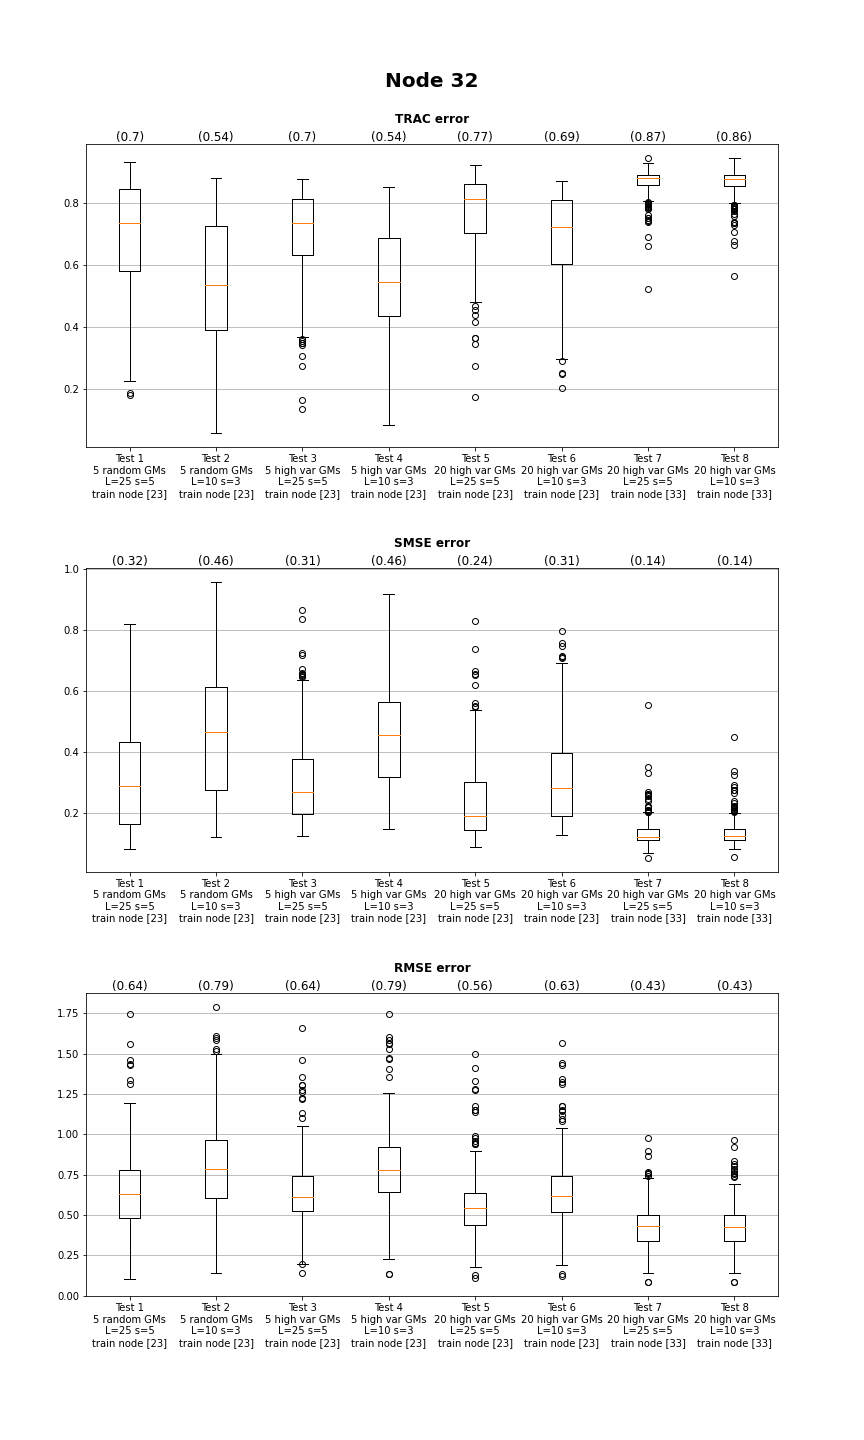 Node 32
TRAC error
(0.7) (0.54) (0.7) (0.54) (0.77) (0.69) (0.87) (0.86)
0.8
0.6
0.4
0.2
Test 1 Test 2 Test 3 Test 4 Test 5 Test 6 Test 7 Test 8
5 random GMs 5 random GMs 5 high var GMs 5 high var GMs 20 high var GMs 20 high var GMs 20 high var GMs 20 high var GMs
L=25 s=5 L=10 s=3 L=25 s=5 L=10 s=3 L=25 s=5 L=10 s=3 L=25 s=5 L=10 s=3
train node [23] train node [23] train node [23] train node [23] train node [23] train node [23] train node [33] train node [33]
SMSE error
(0.32) (0.46) (0.31) (0.46) (0.24) (0.31) (0.14) (0.14)
1.0
0.8
0.6
0.4
0.2
Test 1 Test 2 Test 3 Test 4 Test 5 Test 6 Test 7 Test 8
5 random GMs 5 random GMs 5 high var GMs 5 high var GMs 20 high var GMs 20 high var GMs 20 high var GMs 20 high var GMs
L=25 s=5 L=10 s=3 L=25 s=5 L=10 s=3 L=25 s=5 L=10 s=3 L=25 s=5 L=10 s=3
train node [23] train node [23] train node [23] train node [23] train node [23] train node [23] train node [33] train node [33]
RMSE error
(0.64) (0.79) (0.64) (0.79) (0.56) (0.63) (0.43) (0.43)
1.75
1.50
1.25
1.00
0.75
0.50
0.25
0.00
Test 1 Test 2 Test 3 Test 4 Test 5 Test 6 Test 7 Test 8
5 random GMs 5 random GMs 5 high var GMs 5 high var GMs 20 high var GMs 20 high var GMs 20 high var GMs 20 high var GMs
L=25 s=5 L=10 s=3 L=25 s=5 L=10 s=3 L=25 s=5 L=10 s=3 L=25 s=5 L=10 s=3
train node [23] train node [23] train node [23] train node [23] train node [23] train node [23] train node [33] train node [33]